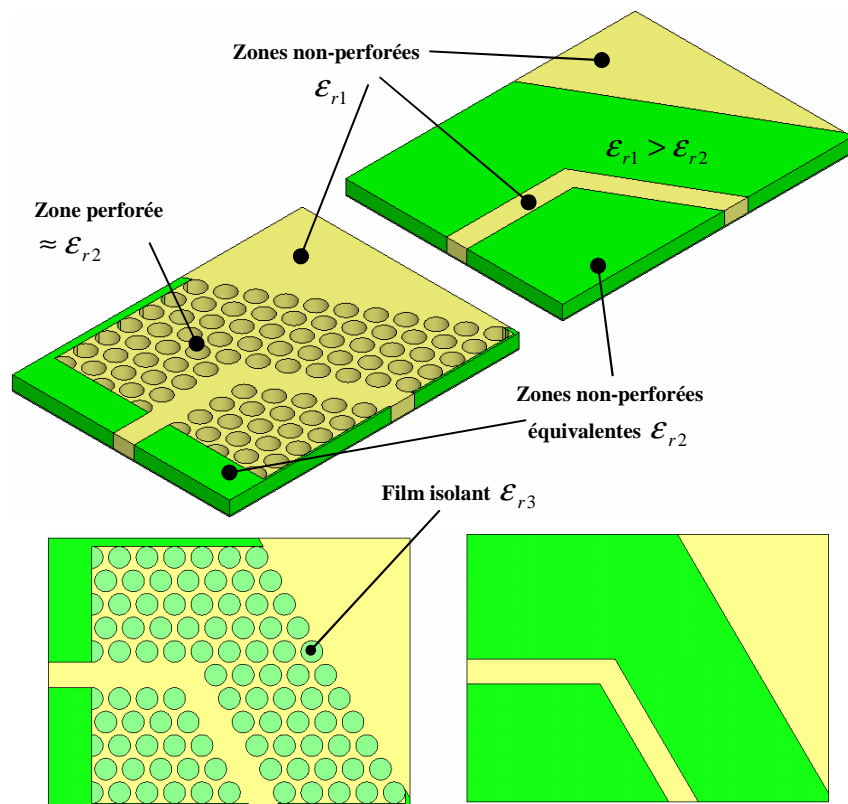 Zones non-perforées
εr1
εr1 > εr2
Zone perforée
≈ εr2
Zones non-perforées
équivalentes εr2
Film isolant εr3